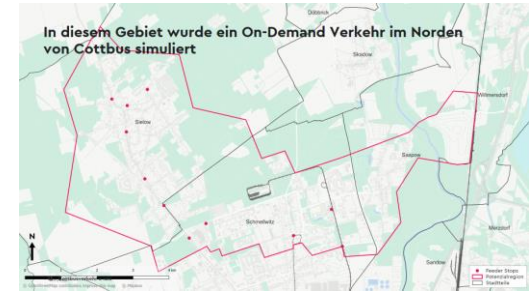 In diesem Gebiet wurde ein On-Demand Verkehr im Norden
von Cottbus simuliert
Döbbrick
Skadow
Willmersdorf
Sielow
Saspow
Schmellwitz
Merzdorf
Sandow
N
Feeder Stops
Potenzialregion
Stadtteile